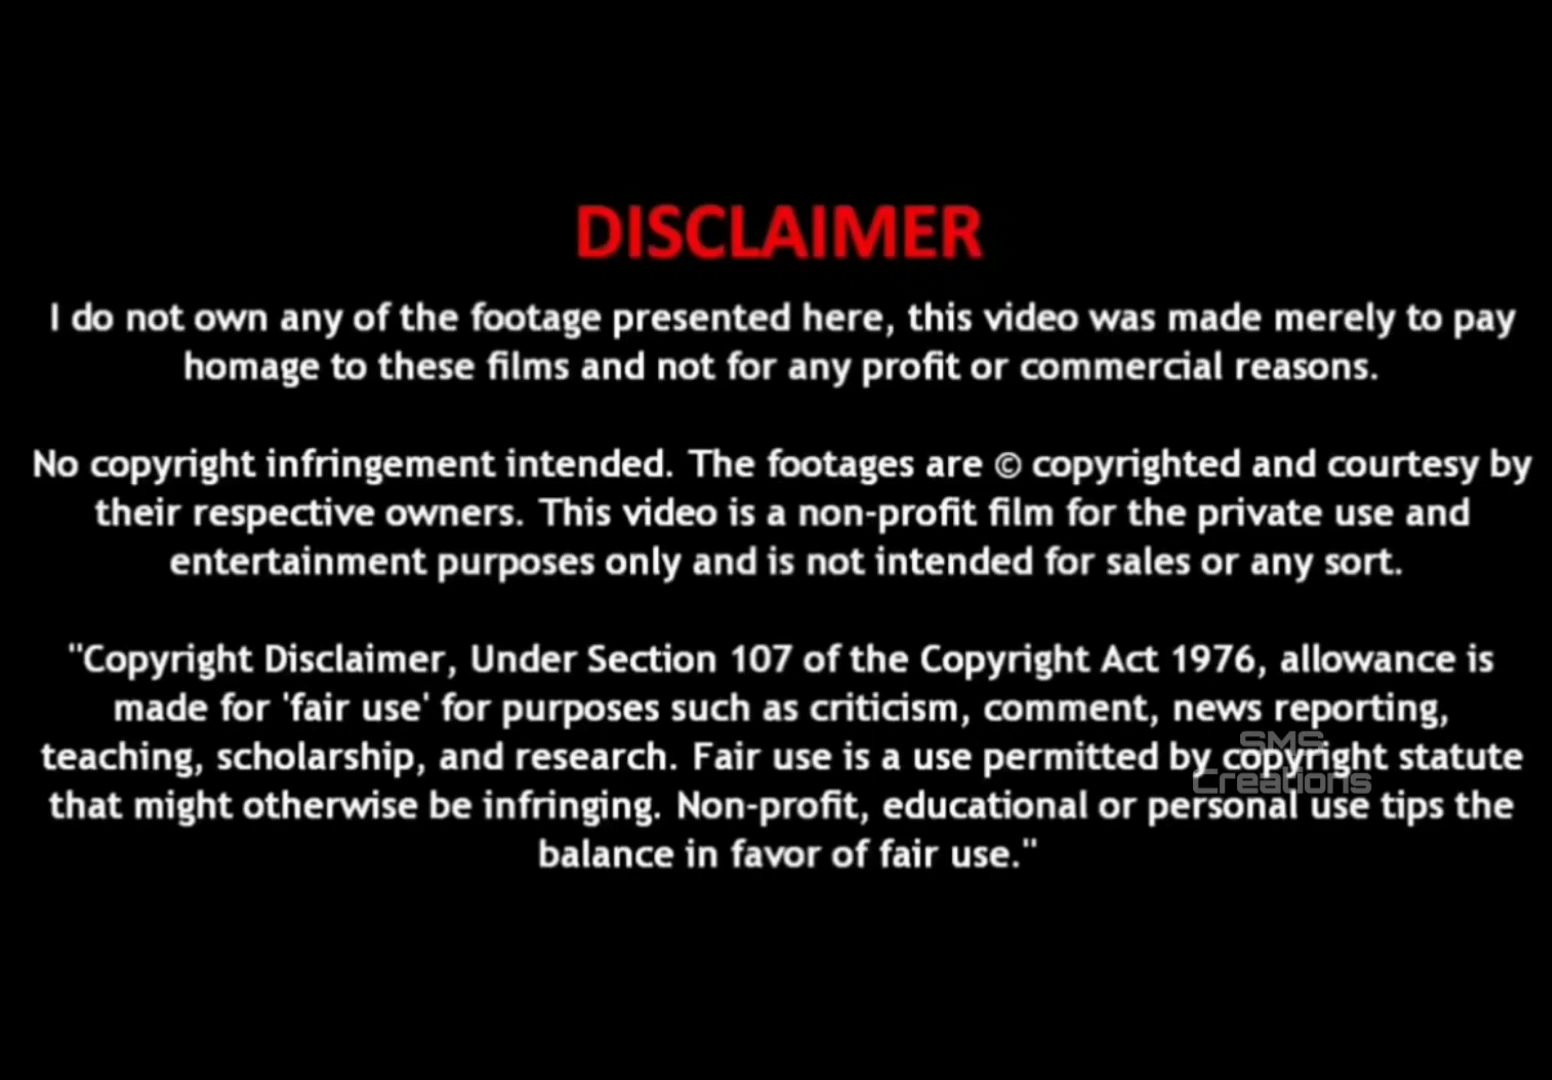 DISCLAIMER
I do not own any of the footage presented here, this video was made merely to pay
homage to these films and not for any profit or commercial reasons.
No copyright infringement intended. The footages are © copyrighted and courtesy by
their respective owners. This video is a non-profit film for the private use and
entertainment purposes only and is not intended for sales or any sort.
"Copyright Disclaimer, Under Section 107 of the Copyright Act 1976, allowance is
made for 'fair use' for purposes such as criticism, comment, news reporting,
teaching, scholarship, and research. Fair use is a use permitted by copyright statute
that might otherwise be infringing. Non-profit, educational or personal use tips the
balance in favor of fair use."
SMS
Creations